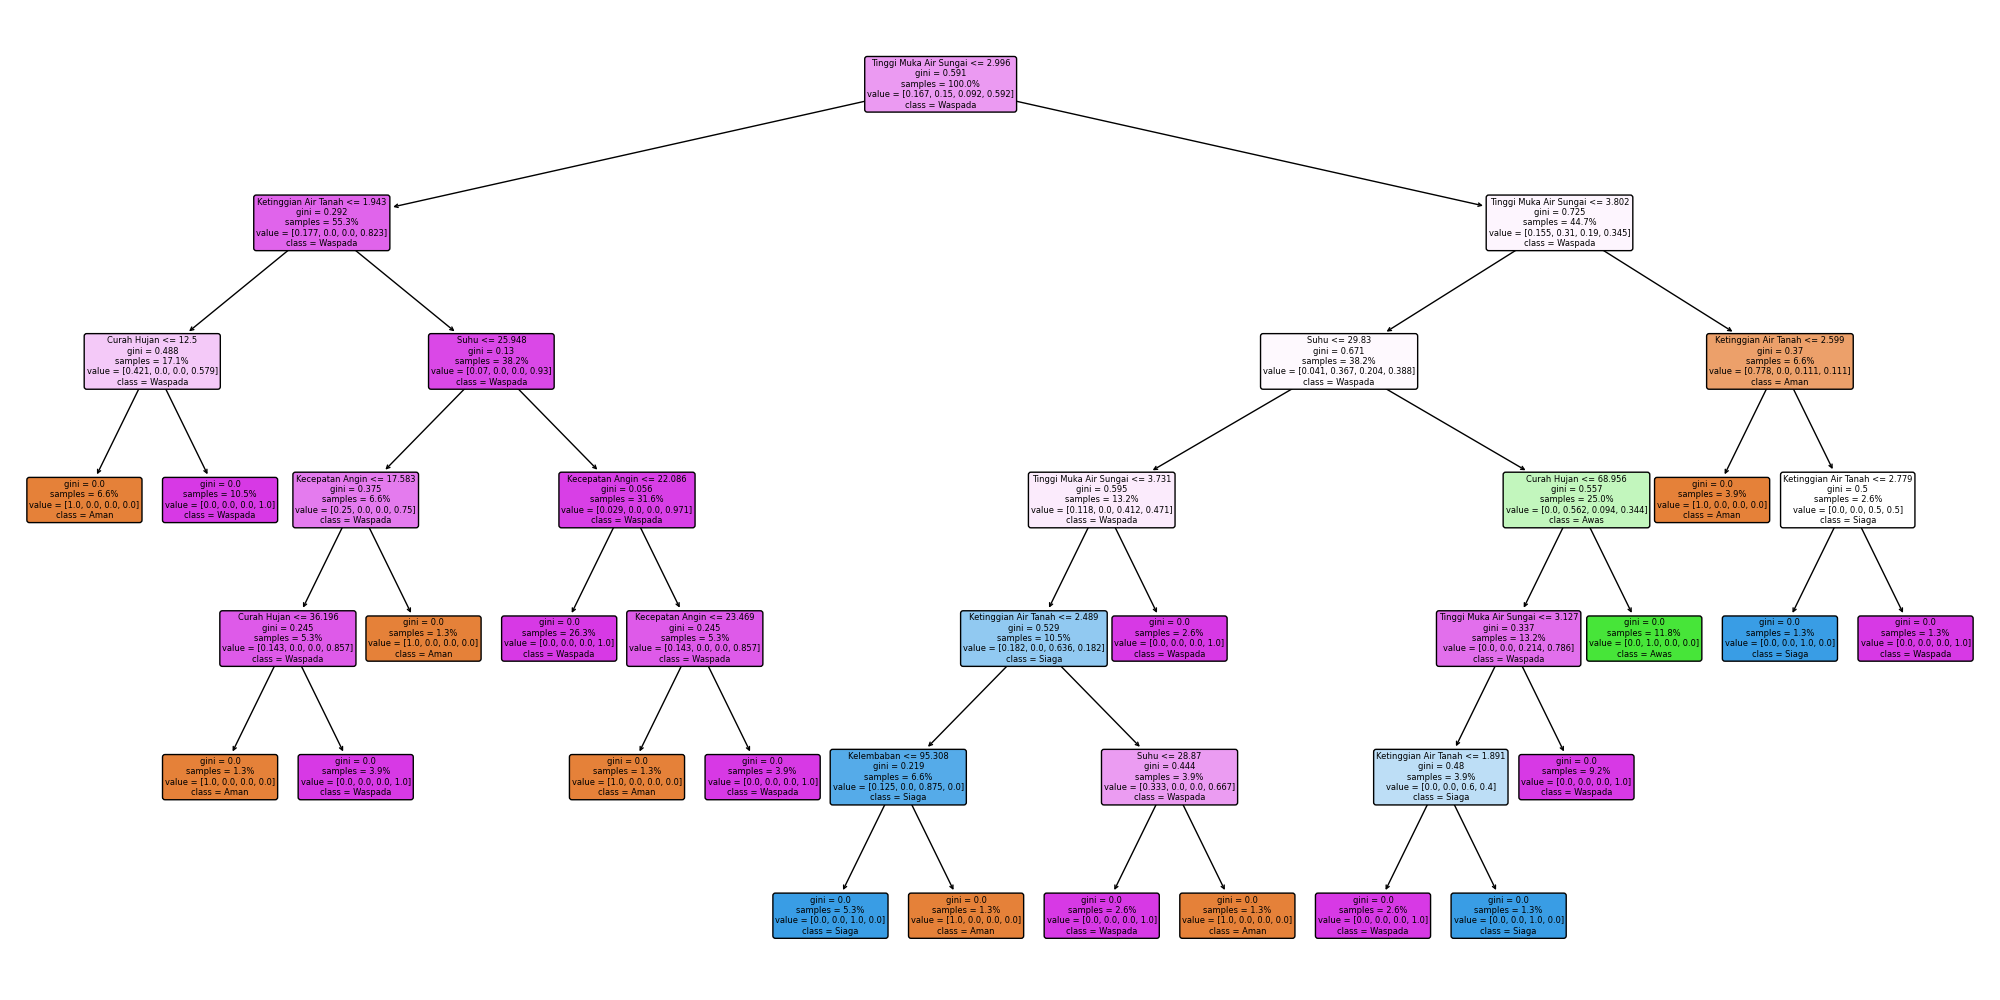 Tinggi Muka Air Sungai <= 2.996
gini = 0.591
samples = 100.0%
value = [0.167, 0.15, 0.092, 0.592]
class = Waspada
Ketinggian Air Tanah <= 1.943
gini = 0.292
samples = 55.3%
value = [0.177, 0.0, 0.0, 0.823]
class = Waspada
Tinggi Muka Air Sungai <= 3.802
gini = 0.725
samples = 44.7%
value = [0.155, 0.31, 0.19, 0.345]
class = Waspada
Curah Hujan <= 12.5
gini = 0.488
samples = 17.1%
value = [0.421, 0.0, 0.0, 0.579]
class = Waspada
Suhu <= 25.948
gini = 0.13
samples = 38.2%
value = [0.07, 0.0, 0.0, 0.93]
class = Waspada
Suhu <= 29.83
gini = 0.671
samples = 38.2%
value = [0.041, 0.367, 0.204, 0.388]
class = Waspada
Ketinggian Air Tanah <= 2.599
gini = 0.37
samples = 6.6%
value = [0.778, 0.0, 0.111, 0.111]
class = Aman
gini = 0.0
samples = 6.6%
value = [1.0, 0.0, 0.0, 0.0]
class = Aman
gini = 0.0
samples = 10.5%
value = [0.0, 0.0, 0.0, 1.0]
class = Waspada
Kecepatan Angin <= 17.583
gini = 0.375
samples = 6.6%
value = [0.25, 0.0, 0.0, 0.75]
class = Waspada
Kecepatan Angin <= 22.086
gini = 0.056
samples = 31.6%
value = [0.029, 0.0, 0.0, 0.971]
class = Waspada
Tinggi Muka Air Sungai <= 3.731
gini = 0.595
samples = 13.2%
value = [0.118, 0.0, 0.412, 0.471]
class = Waspada
Curah Hujan <= 68.956
gini = 0.557
samples = 25.0%
value = [0.0, 0.562, 0.094, 0.344]
class = Awas
gini = 0.0
samples = 3.9%
value = [1.0, 0.0, 0.0, 0.0]
class = Aman
Ketinggian Air Tanah <= 2.779
gini = 0.5
samples = 2.6%
value = [0.0, 0.0, 0.5, 0.5]
class = Siaga
Curah Hujan <= 36.196
gini = 0.245
samples = 5.3%
value = [0.143, 0.0, 0.0, 0.857]
class = Waspada
gini = 0.0
samples = 1.3%
value = [1.0, 0.0, 0.0, 0.0]
class = Aman
gini = 0.0
samples = 26.3%
value = [0.0, 0.0, 0.0, 1.0]
class = Waspada
Kecepatan Angin <= 23.469
gini = 0.245
samples = 5.3%
value = [0.143, 0.0, 0.0, 0.857]
class = Waspada
Ketinggian Air Tanah <= 2.489
gini = 0.529
samples = 10.5%
value = [0.182, 0.0, 0.636, 0.182]
class = Siaga
gini = 0.0
samples = 2.6%
value = [0.0, 0.0, 0.0, 1.0]
class = Waspada
Tinggi Muka Air Sungai <= 3.127
gini = 0.337
samples = 13.2%
value = [0.0, 0.0, 0.214, 0.786]
class = Waspada
gini = 0.0
samples = 11.8%
value = [0.0, 1.0, 0.0, 0.0]
class = Awas
gini = 0.0
samples = 1.3%
value = [0.0, 0.0, 1.0, 0.0]
class = Siaga
gini = 0.0
samples = 1.3%
value = [0.0, 0.0, 0.0, 1.0]
class = Waspada
gini = 0.0
samples = 1.3%
value = [1.0, 0.0, 0.0, 0.0]
class = Aman
gini = 0.0
samples = 3.9%
value = [0.0, 0.0, 0.0, 1.0]
class = Waspada
gini = 0.0
samples = 1.3%
value = [1.0, 0.0, 0.0, 0.0]
class = Aman
gini = 0.0
samples = 3.9%
value = [0.0, 0.0, 0.0, 1.0]
class = Waspada
Kelembaban <= 95.308
gini = 0.219
samples = 6.6%
value = [0.125, 0.0, 0.875, 0.0]
class = Siaga
Suhu <= 28.87
gini = 0.444
samples = 3.9%
value = [0.333, 0.0, 0.0, 0.667]
class = Waspada
Ketinggian Air Tanah <= 1.891
gini = 0.48
samples = 3.9%
value = [0.0, 0.0, 0.6, 0.4]
class = Siaga
gini = 0.0
samples = 9.2%
value = [0.0, 0.0, 0.0, 1.0]
class = Waspada
gini = 0.0
samples = 5.3%
value = [0.0, 0.0, 1.0, 0.0]
class = Siaga
gini = 0.0
samples = 1.3%
value = [1.0, 0.0, 0.0, 0.0]
class = Aman
gini = 0.0
samples = 2.6%
value = [0.0, 0.0, 0.0, 1.0]
class = Waspada
gini = 0.0
samples = 1.3%
value = [1.0, 0.0, 0.0, 0.0]
class = Aman
gini = 0.0
samples = 2.6%
value = [0.0, 0.0, 0.0, 1.0]
class = Waspada
gini = 0.0
samples = 1.3%
value = [0.0, 0.0, 1.0, 0.0]
class = Siaga